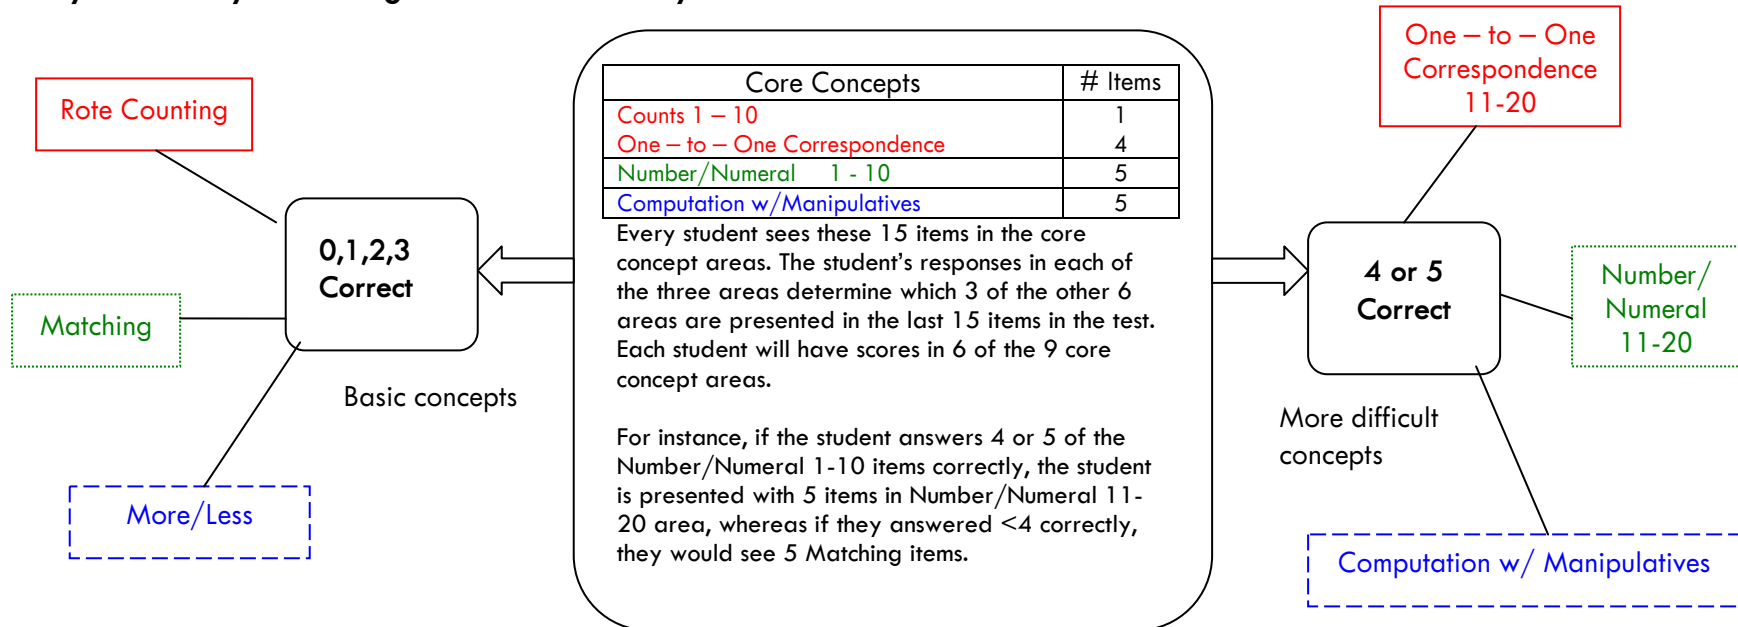 Rote Counting
Matching
More/Less
0,1,2,3
Correct
Basic concepts
Core Concepts # Items
Counts 1 – 10 1
One – to – One Correspondence 4
Number/Numeral 1 - 10 5
Computation w/Manipulatives 5
Every student sees these 15 items in the core
concept areas. The student's responses in each of
the three areas determine which 3 of the other 6
areas are presented in the last 15 items in the test.
Each student will have scores in 6 of the 9 core
concept areas.
For instance, if the student answers 4 or 5 of the
Number/Numeral 1-10 items correctly, the student
is presented with 5 items in Number/Numeral 11-
20 area, whereas if they answered <4 correctly,
they would see 5 Matching items.
4 or 5
Correct
More difficult
concepts
One – to – One
Correspondence
11-20
Number/
Numeral
11-20
Computation w/ Manipulatives